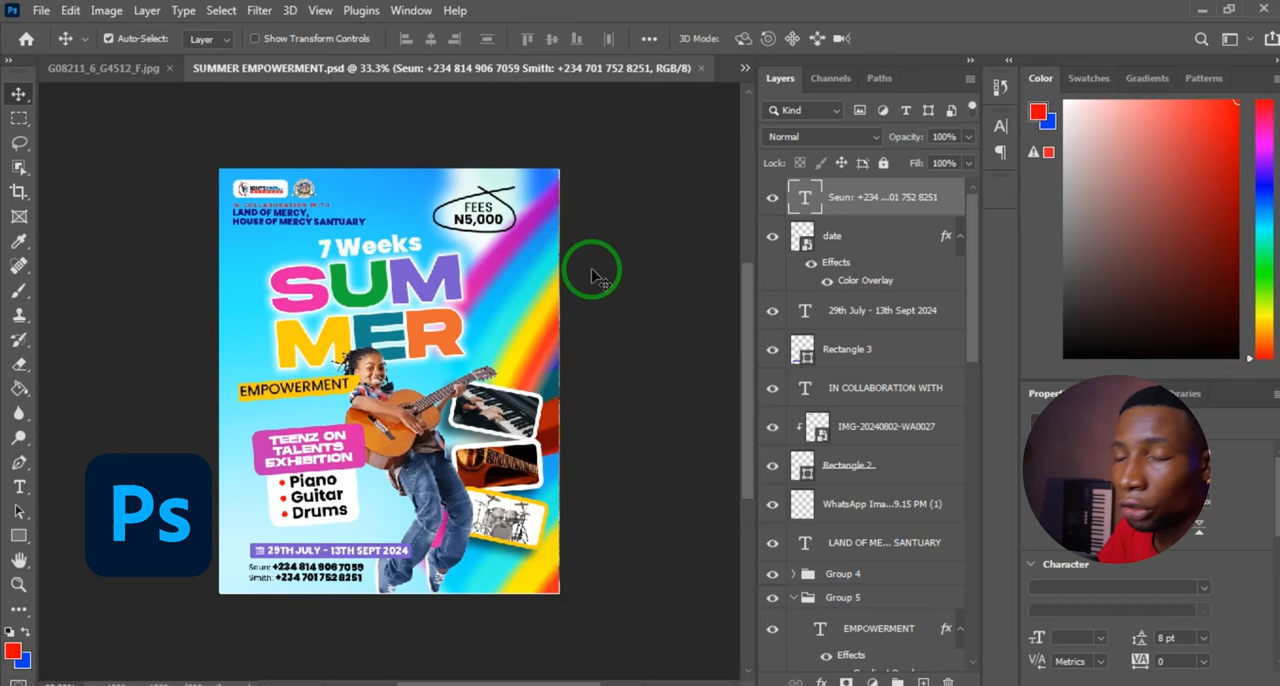 Ps File Edit Image Layer Type Select Filter 3D View Plugins Window Help
Auto-Select: Layer Show Transform Controls 3D Mode:
G08211_6_G4512_F.jpg × SUMMER EMPOWERMENT.psd @ 33.3% (Seun: +234 814 906 7059 Smith: +234 701 752 8251, RGB/8) ×
Layers Channels Paths
Kind
Normal Opacity: 100%
Lock: Fill: 100%
Seun: +234 ...01 752 8251
date fx
Effects
Color Overlay
29th July - 13th Sept 2024
Rectangle 3
IN COLLABORATION WITH
IMG-20240802-WA0027
Rectangle 2
WhatsApp Ima...9.15 PM (1)
LAND OF ME... SANTUARY
Group 4
Group 5
EMPOWERMENT fx
Effects
Color Swatches Gradients Patterns
Character
8 pt
Metrics 0
IN COLLABORATION WITH
LAND OF MERCY,
HOUSE OF MERCY SANTUARY
FEES
N5,000
7 Weeks
SUM
MER
EMPOWERMENT
TEENZ ON
TALENTS
EXHIBITION
• Piano
• Guitar
• Drums
29TH JULY - 13TH SEPT 2024
Seun: +234 814 906 7059
Smith: +234 701 752 8251
Ps